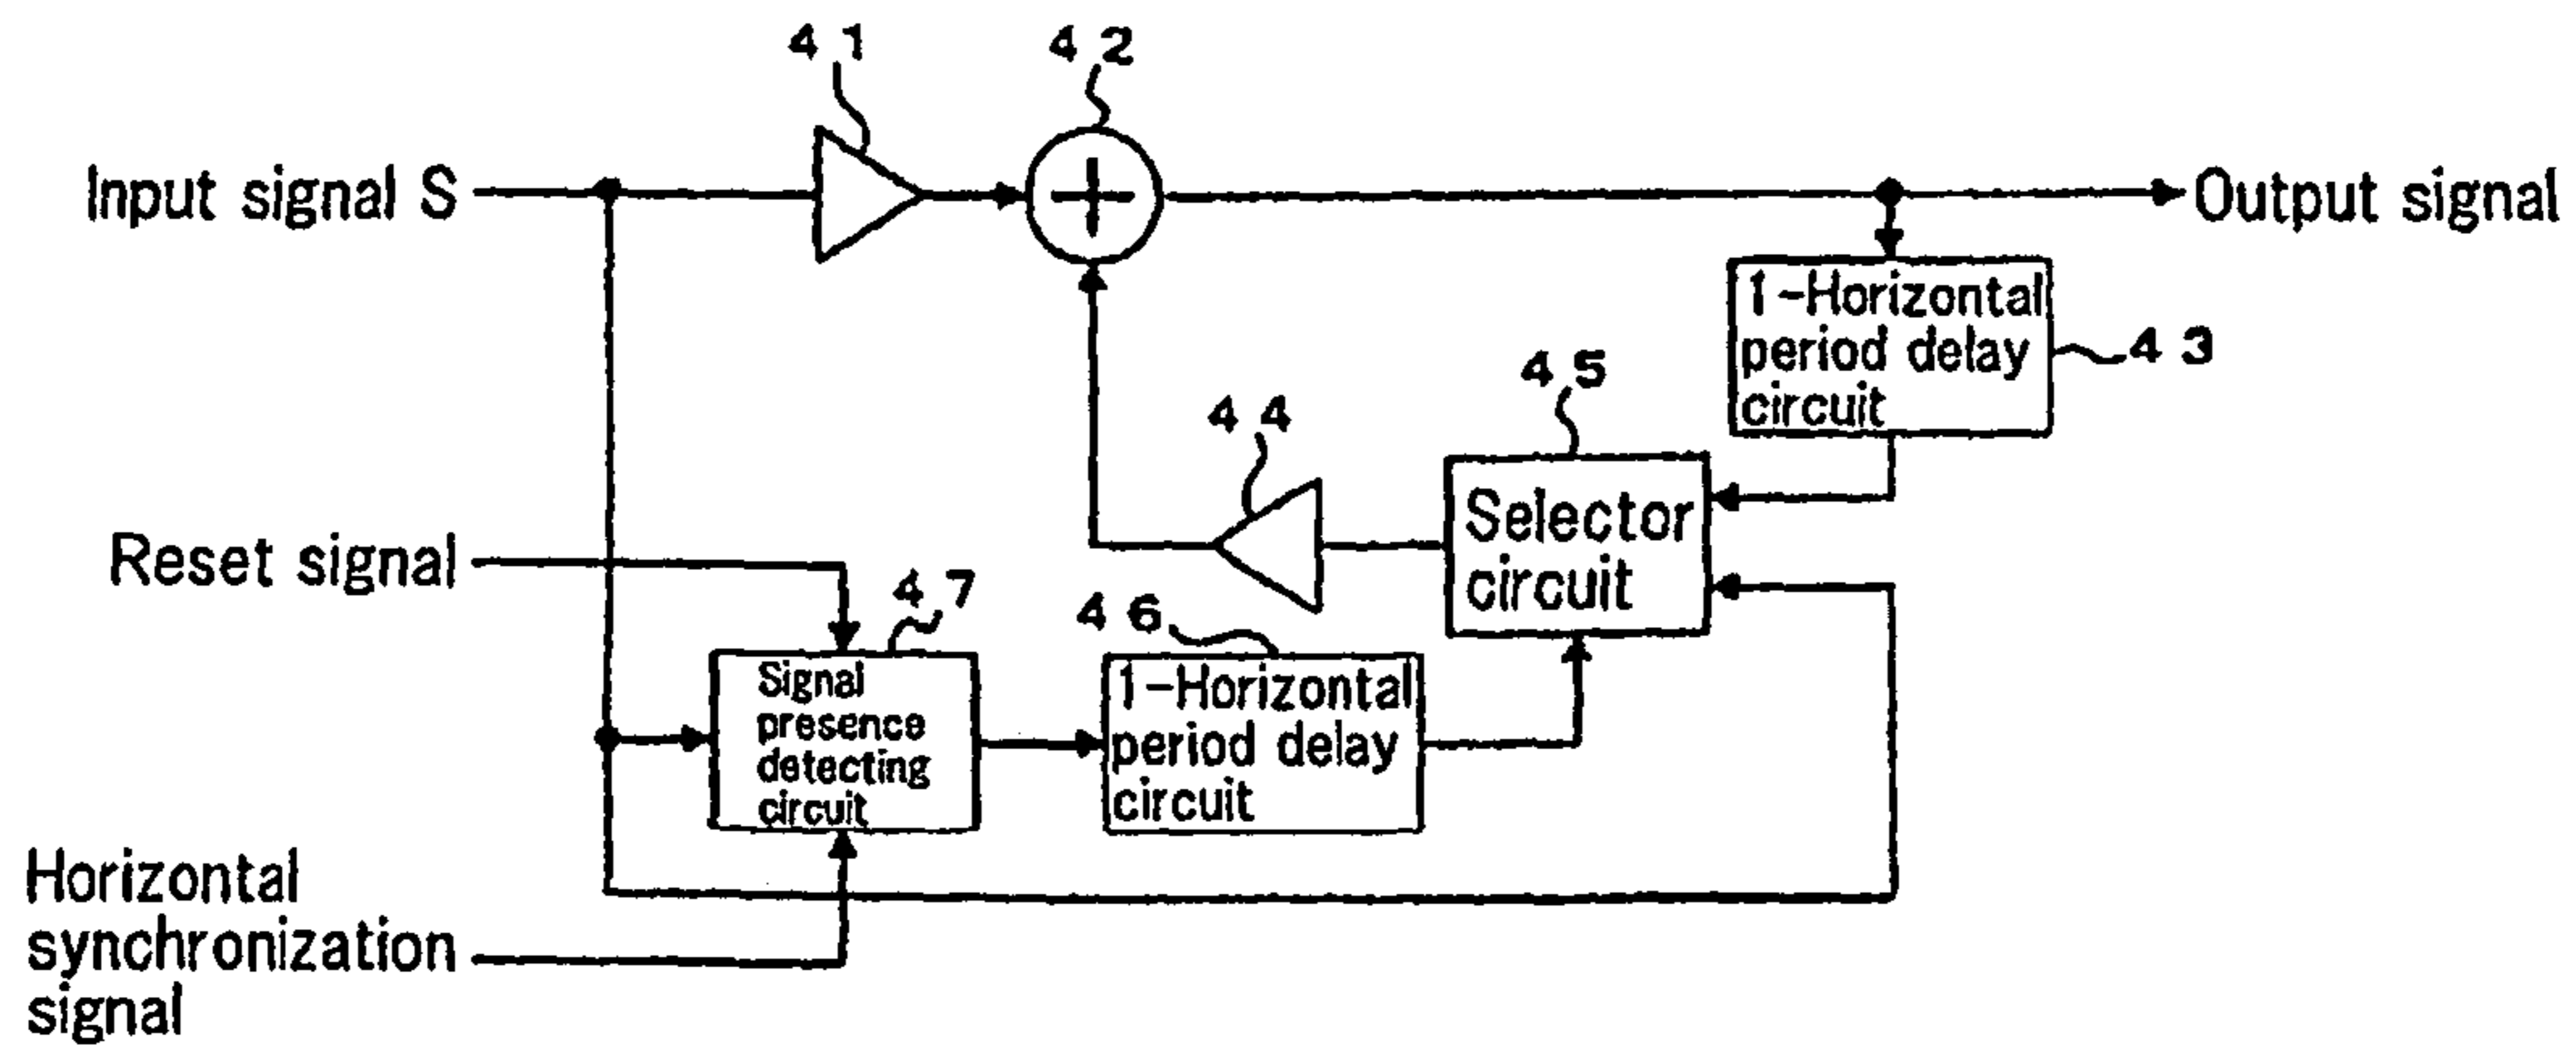 41
42
Input signal S
Output signal
1-Horizontal
period delay
circuit
43
45
44
Selector
circuit
Reset signal
47
46
Signal
presence
detecting
circuit
1-Horizontal
period delay
circuit
Horizontal
synchronization
signal